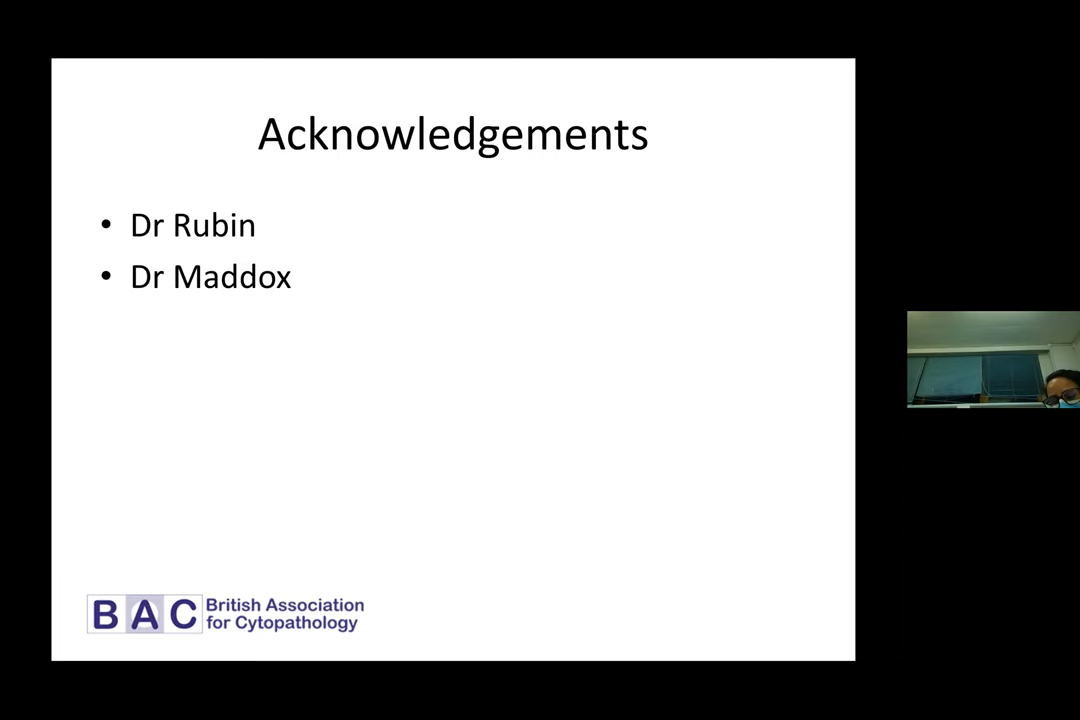 Acknowledgements
• Dr Rubin
• Dr Maddox
BAC British Association
for Cytopathology